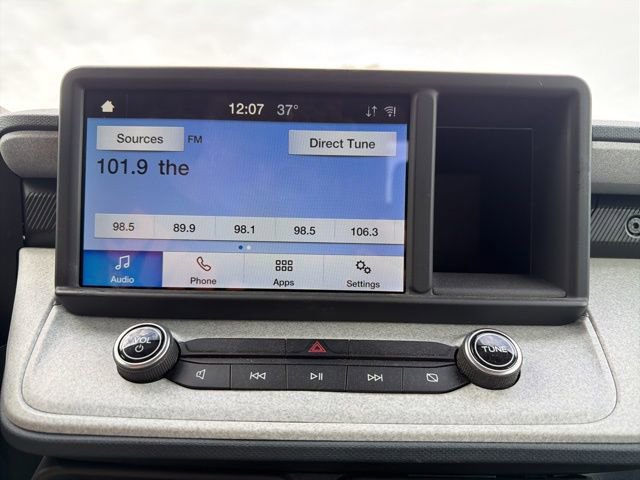 12:07 37°
Sources FM Direct Tune
101.9 the
98.5 89.9 98.1 98.5 106.3
Audio Phone Apps Settings
VOL TUNE